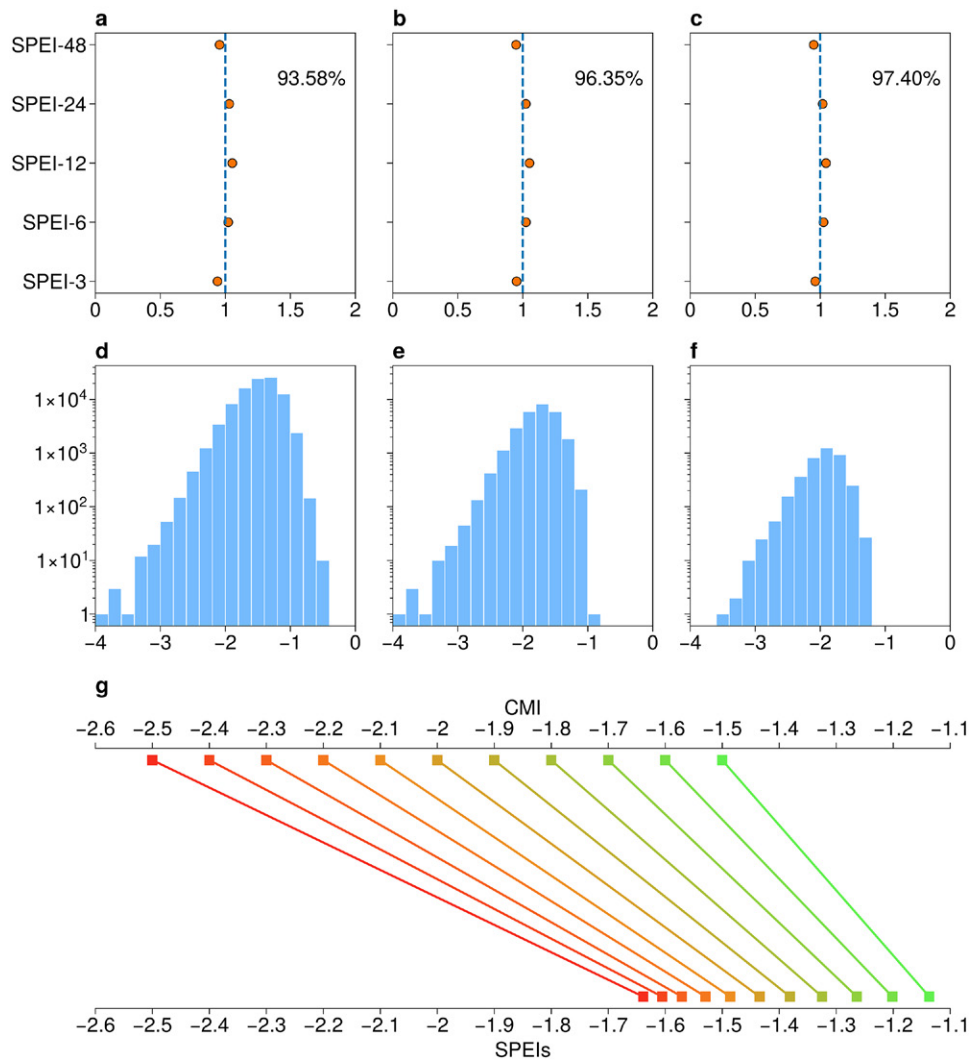 a b c
SPEI-48
93.58% 96.35% 97.40%
SPEI-24
SPEI-12
SPEI-6
SPEI-3
0 0.5 1 1.5 2 0 0.5 1 1.5 2 0 0.5 1 1.5 2
d e f
1×10⁴
1×10³
1×10²
1×10¹
1
−4 −3 −2 −1 0 −4 −3 −2 −1 0 −4 −3 −2 −1 0
g
CMI
−2.6 −2.5 −2.4 −2.3 −2.2 −2.1 −2 −1.9 −1.8 −1.7 −1.6 −1.5 −1.4 −1.3 −1.2 −1.1
−2.6 −2.5 −2.4 −2.3 −2.2 −2.1 −2 −1.9 −1.8 −1.7 −1.6 −1.5 −1.4 −1.3 −1.2 −1.1
SPEIs